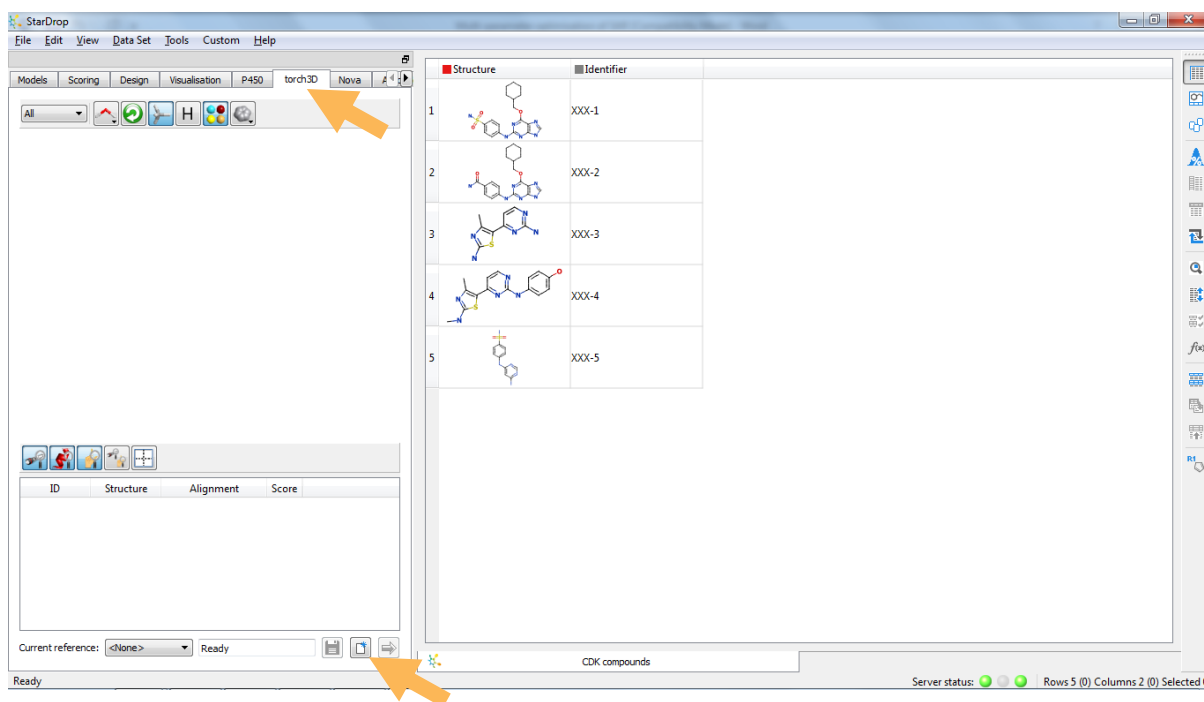 StarDrop
File Edit View Data Set Tools Custom Help
Models Scoring Design Visualisation P450 torch3D Nova
All H
Structure Identifier
1 XXX-1
2 XXX-2
3 XXX-3
4 XXX-4
5 XXX-5
ID Structure Alignment Score
Current reference: <None> Ready
CDK compounds
Ready Server status: Rows 5 (0) Columns 2 (0) Selected
f(x)
R1